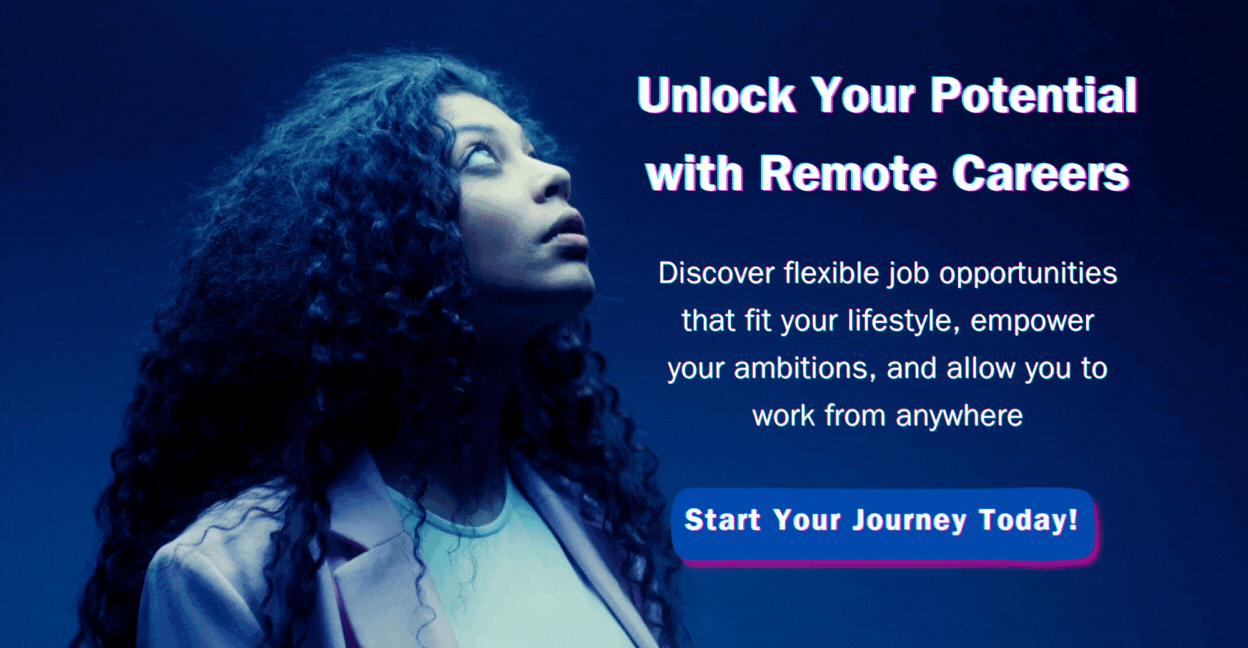 Unlock Your Potential
with Remote Careers
Discover flexible job opportunities
that fit your lifestyle, empower
your ambitions, and allow you to
work from anywhere
Start Your Journey Today!